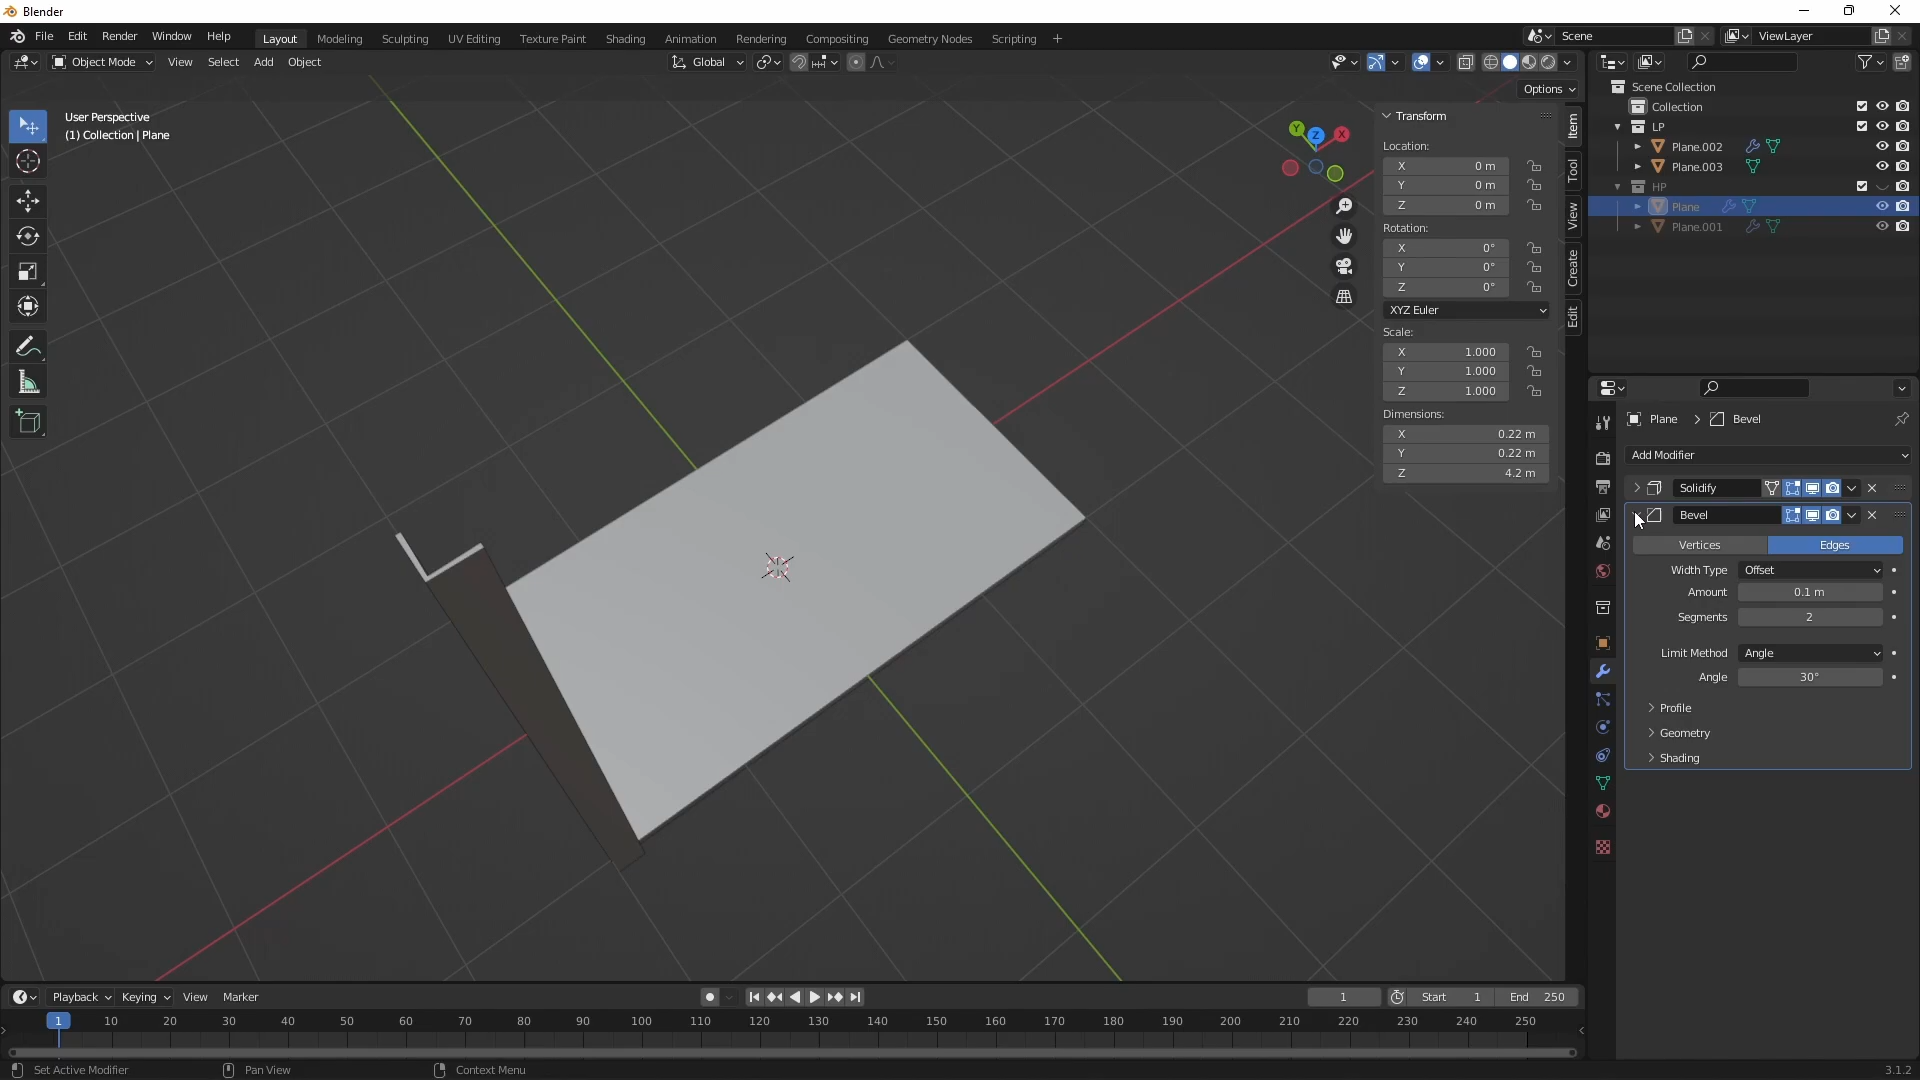 Blender
File Edit Render Window Help
Layout Modeling Sculpting UV Editing Texture Paint Shading Animation Rendering Compositing Geometry Nodes Scripting +
Scene
ViewLayer
Object Mode View Select Add Object
Global
Options
User Perspective
(1) Collection | Plane
Y Z X
Transform
Location:
X 0 m
Y 0 m
Z 0 m
Rotation:
X 0°
Y 0°
Z 0°
XYZ Euler
Scale:
X 1.000
Y 1.000
Z 1.000
Dimensions:
X 0.22 m
Y 0.22 m
Z 4.2 m
Item
Tool
View
Create
Edit
Scene Collection
Collection
LP
Plane.002
Plane.003
HP
Plane
Plane.001
Plane > Bevel
Add Modifier
Solidify
Bevel
Vertices Edges
Width Type Offset
Amount 0.1 m
Segments 2
Limit Method Angle
Angle 30°
Profile
Geometry
Shading
Playback Keying View Marker
1 Start 1 End 250
1 10 20 30 40 50 60 70 80 90 100 110 120 130 140 150 160 170 180 190 200 210 220 230 240 250
Set Active Modifier Pan View Context Menu 3.1.2